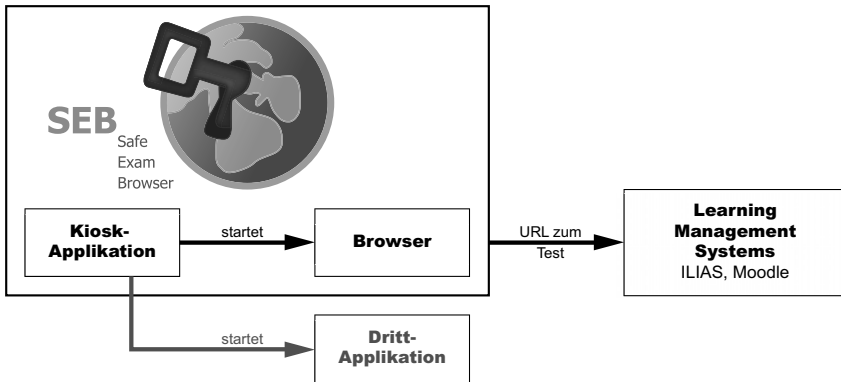 SEB
Safe
Exam
Browser
Kiosk-
Applikation
startet
Browser
URL zum
Test
Learning
Management
Systems
ILIAS, Moodle
startet
Dritt-
Applikation